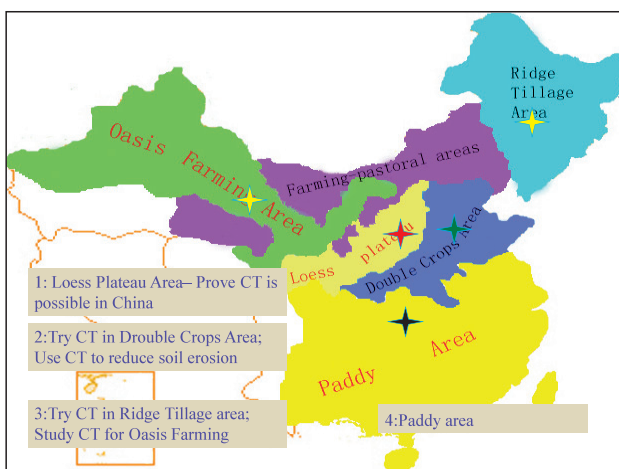 Ridge
Tillage
Area
Oasis Farming Area
Farming-pastoral areas
Loess plateau
Double Crops Area
Paddy Area
1: Loess Plateau Area– Prove CT is
possible in China
2:Try CT in Drouble Crops Area;
Use CT to reduce soil erosion
3:Try CT in Ridge Tillage area;
Study CT for Oasis Farming
4:Paddy area